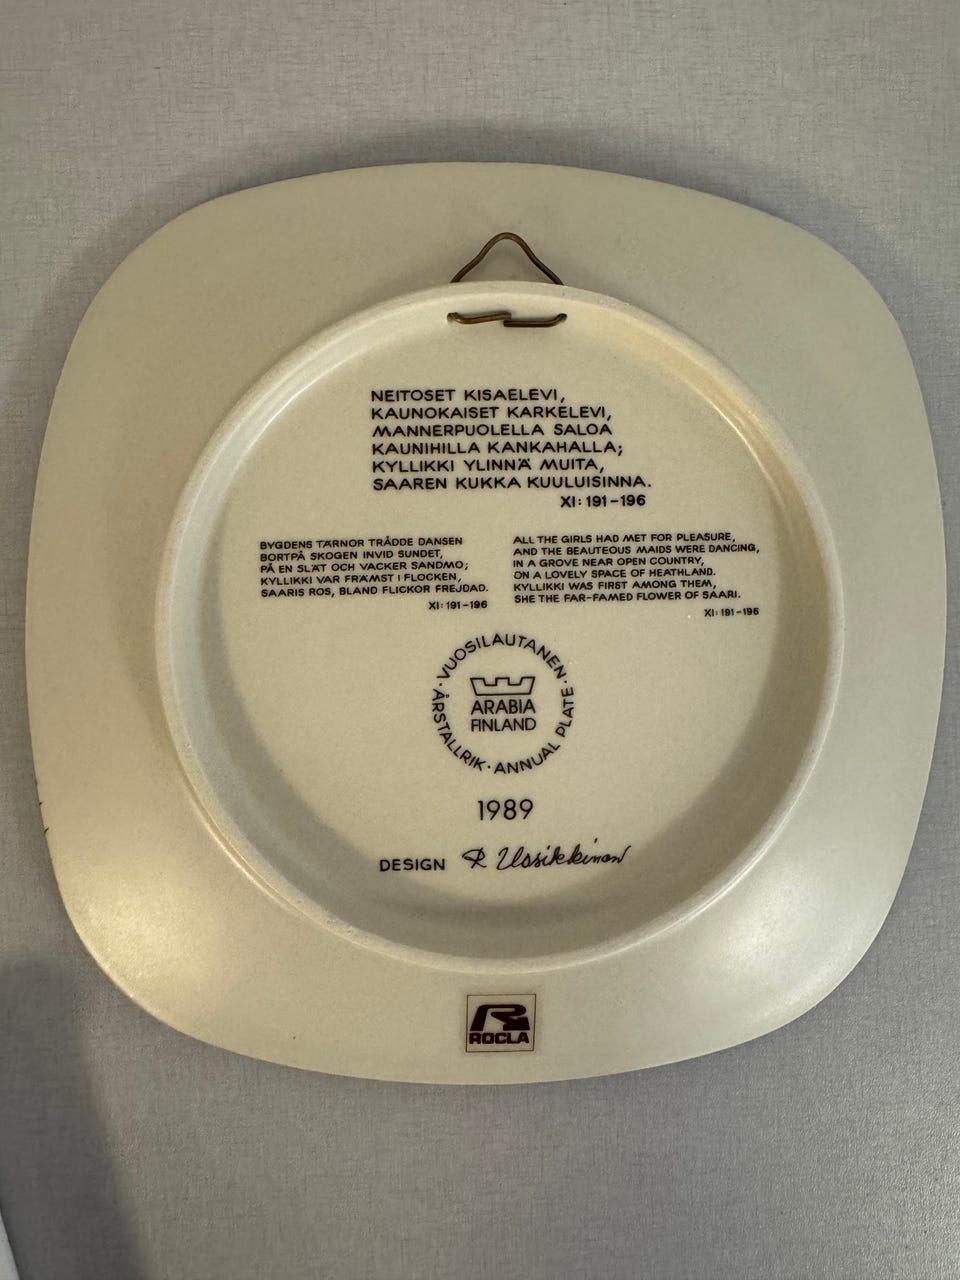 NEITOSET KISAELEVI,
KAUNOKAISET KARKELEVI,
MANNERPUOLELLA SALOA
KAUNIHILLA KANKAHALLA;
KYLLIKKI YLINNÄ MUITA,
SAAREN KUKKA KUULUISINNA.
XI: 191-196
BYGDENS TÄRNOR TRÅDDE DANSEN
BORTPÅ SKOGEN INVID SUNDET,
PÅ EN SLÄT OCH VACKER SANDMO;
KYLLIKKI VAR FRÄMST I FLOCKEN,
SAARIS ROS, BLAND FLICKOR FREJDAD.
XI: 191-196
ALL THE GIRLS HAD MET FOR PLEASURE,
AND THE BEAUTEOUS MAIDS WERE DANCING,
IN A GROVE NEAR OPEN COUNTRY,
ON A LOVELY SPACE OF HEATHLAND.
KYLLIKKI WAS FIRST AMONG THEM,
SHE THE FAR-FAMED FLOWER OF SAARI.
XI: 191-196
VUOSILAUTANEN · ANNUAL PLATE · ÅRSTALLRIK ·
ARABIA
FINLAND
1989
DESIGN R Uosikkinen
R
ROCLA